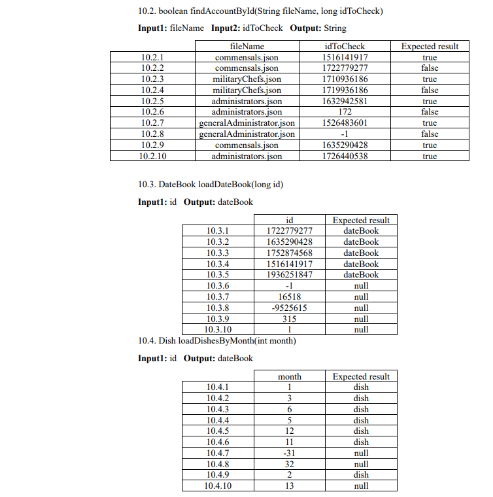 10.2. boolean findAccountById(String fileName, long idToCheck)
Input1: fileName Input2: idToCheck Output: String
fileName idToCheck Expected result
10.2.1 commensals.json 1516141917 true
10.2.2 commensals.json 1722779277 false
10.2.3 militaryChefs.json 1710936186 true
10.2.4 militaryChefs.json 1719936186 false
10.2.5 administrators.json 1632942581 true
10.2.6 administrators.json 172 false
10.2.7 generalAdministrator.json 1526483601 true
10.2.8 generalAdministrator.json -1 false
10.2.9 commensals.json 1635290428 true
10.2.10 administrators.json 1726440538 true
10.3. DateBook loadDateBook(long id)
Input1: id Output: dateBook
id Expected result
10.3.1 1722779277 dateBook
10.3.2 1635290428 dateBook
10.3.3 1752874568 dateBook
10.3.4 1516141917 dateBook
10.3.5 1936251847 dateBook
10.3.6 -1 null
10.3.7 16518 null
10.3.8 -9525615 null
10.3.9 315 null
10.3.10 1 null
10.4. Dish loadDishesByMonth(int month)
Input1: id Output: dateBook
month Expected result
10.4.1 1 dish
10.4.2 3 dish
10.4.3 6 dish
10.4.4 5 dish
10.4.5 12 dish
10.4.6 11 dish
10.4.7 -31 null
10.4.8 32 null
10.4.9 2 dish
10.4.10 13 null